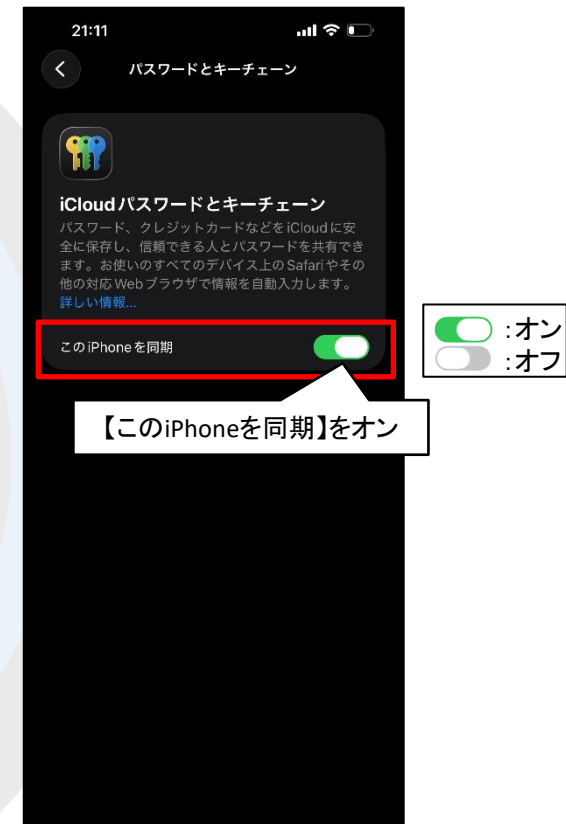 21:11
パスワードとキーチェーン
iCloudパスワードとキーチェーン
パスワード、クレジットカードなどをiCloudに安
全に保存し、信頼できる人とパスワードを共有でき
ます。お使いのすべてのデバイス上のSafariやその
他の対応Webブラウザで情報を自動入力します。
詳しい情報...
このiPhoneを同期
:オン
:オフ
【このiPhoneを同期】をオン